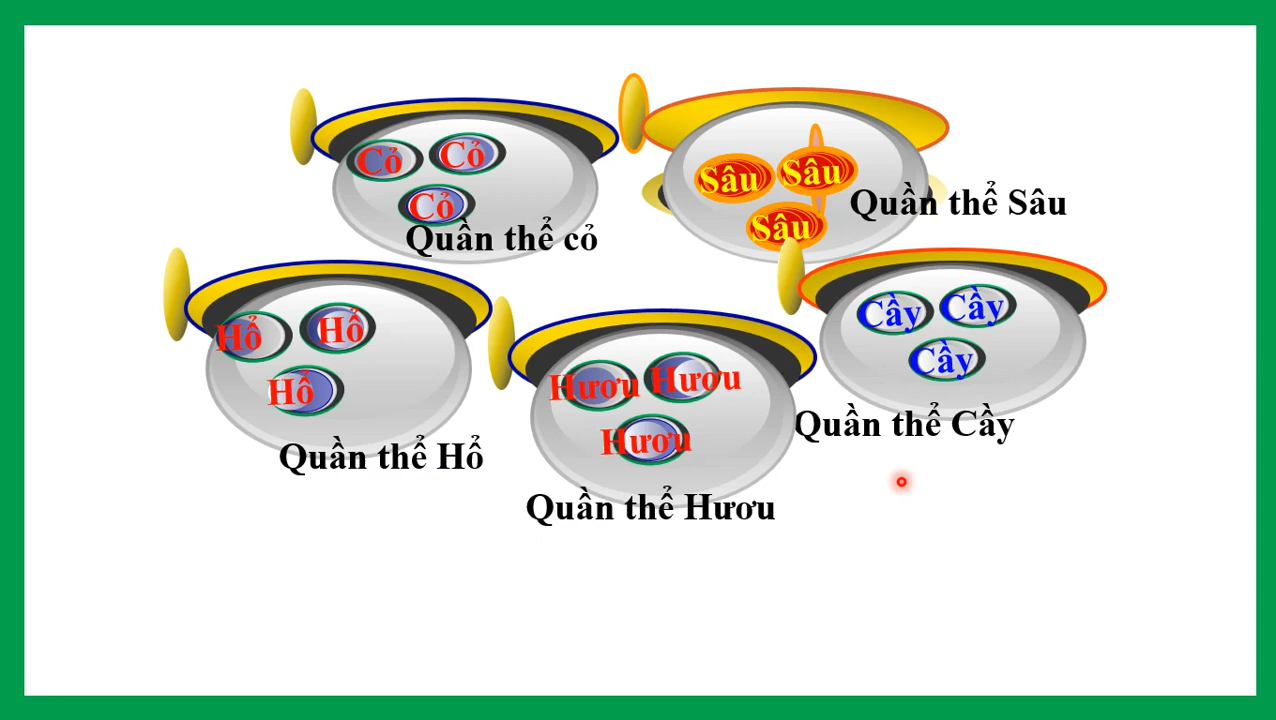 Cỏ
Cỏ
Cỏ
Quần thể cỏ
Sâu
Sâu
Sâu
Quần thể Sâu
Hổ
Hổ
Hổ
Quần thể Hổ
Hươu
Hươu
Hươu
Quần thể Hươu
Cầy
Cầy
Cầy
Quần thể Cầy